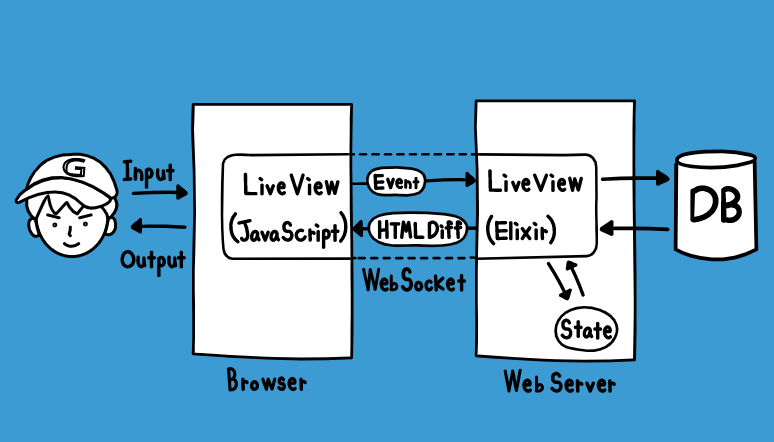 G
Input
Output
LiveView
(JavaScript)
Event
HTML Diff
WebSocket
LiveView
(Elixir)
State
DB
Browser
Web Server